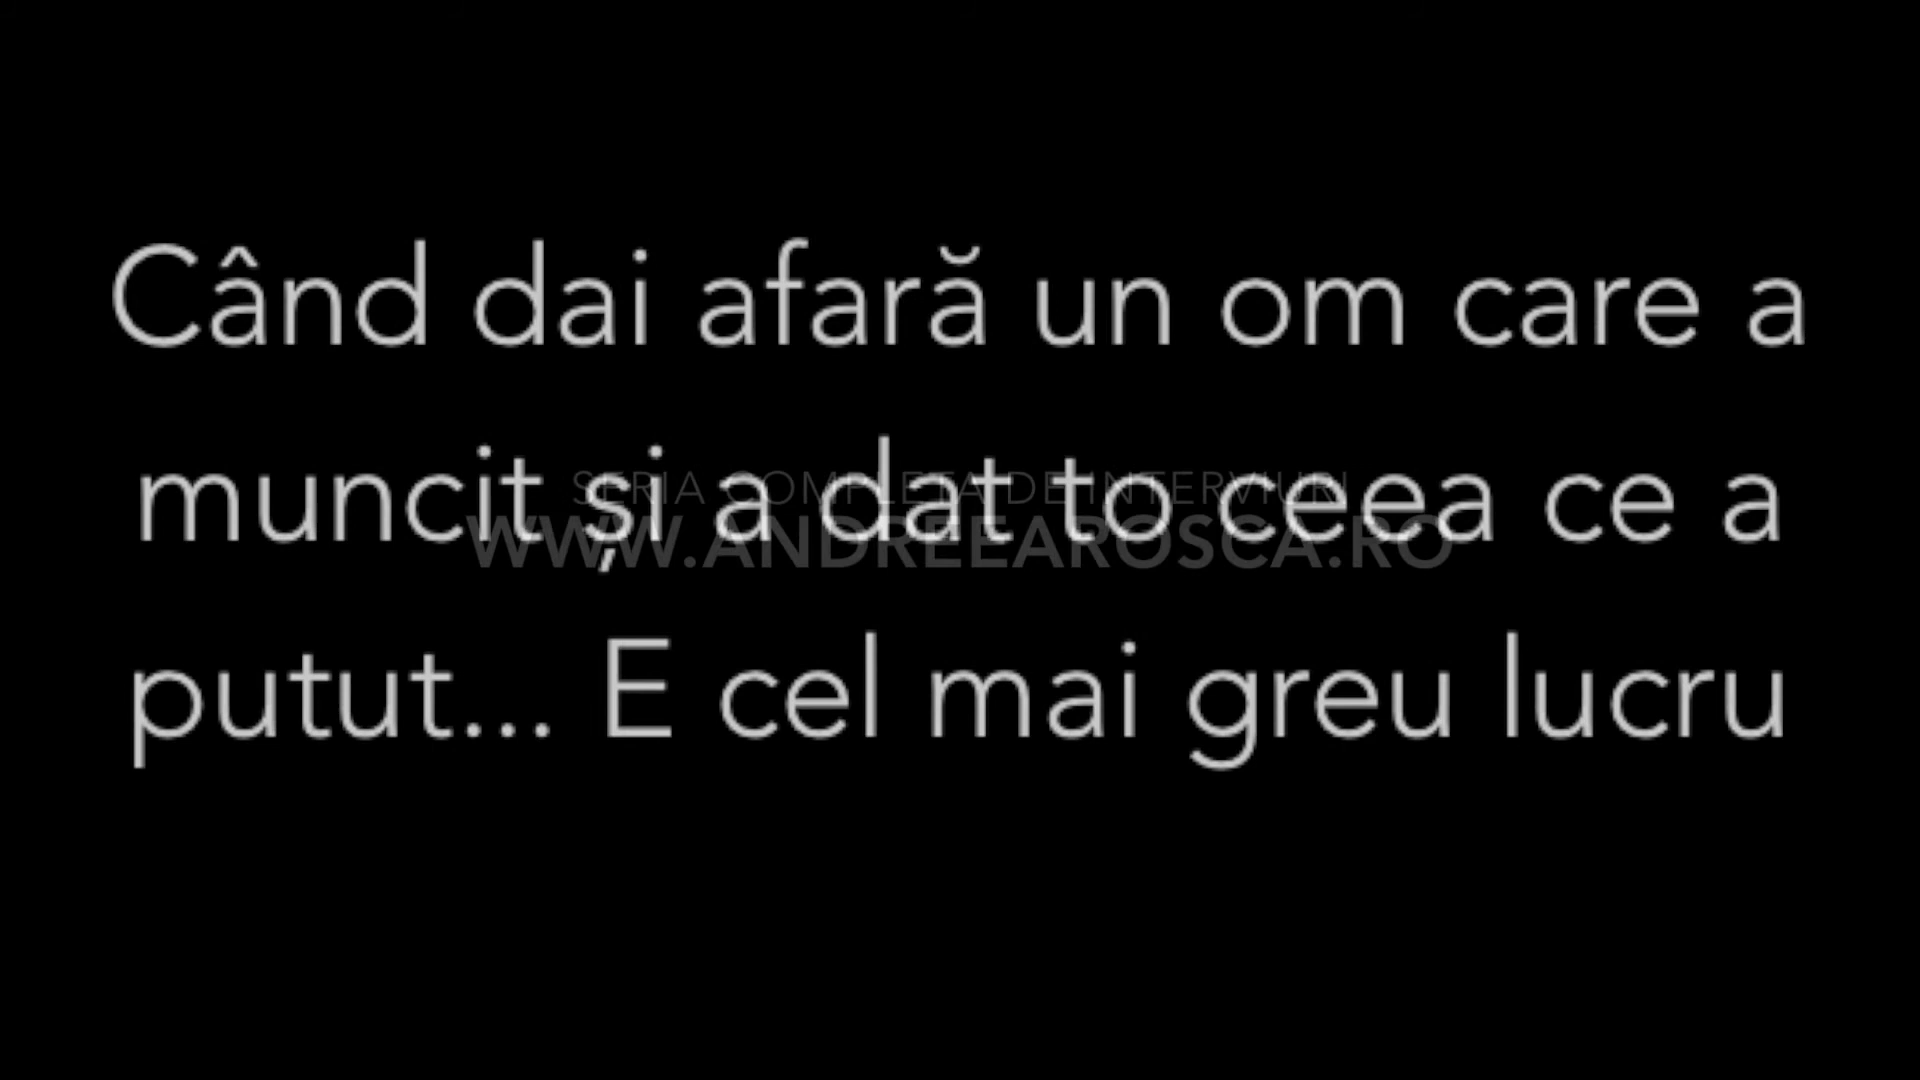 Când dai afară un om care a
muncit și a dat to ceea ce a
putut... E cel mai greu lucru
SERIA COMPLETA DE INTERVIURI
WWW.ANDREEAROSCA.RO